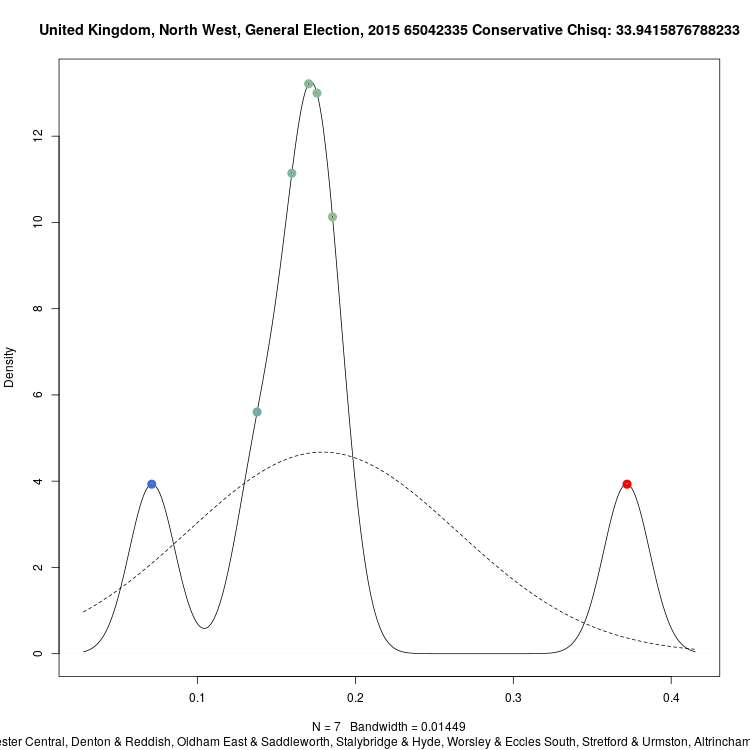 United Kingdom, North West, General Election, 2015 65042335 Conservative Chisq: 33.9415876788233
Density
0 2 4 6 8 10 12
0.1 0.2 0.3 0.4
N = 7 Bandwidth = 0.01449
Central, Denton & Reddish, Oldham East & Saddleworth, Stalybridge & Hyde, Worsley & Eccles South, Stretford & Urmston, Altrincham